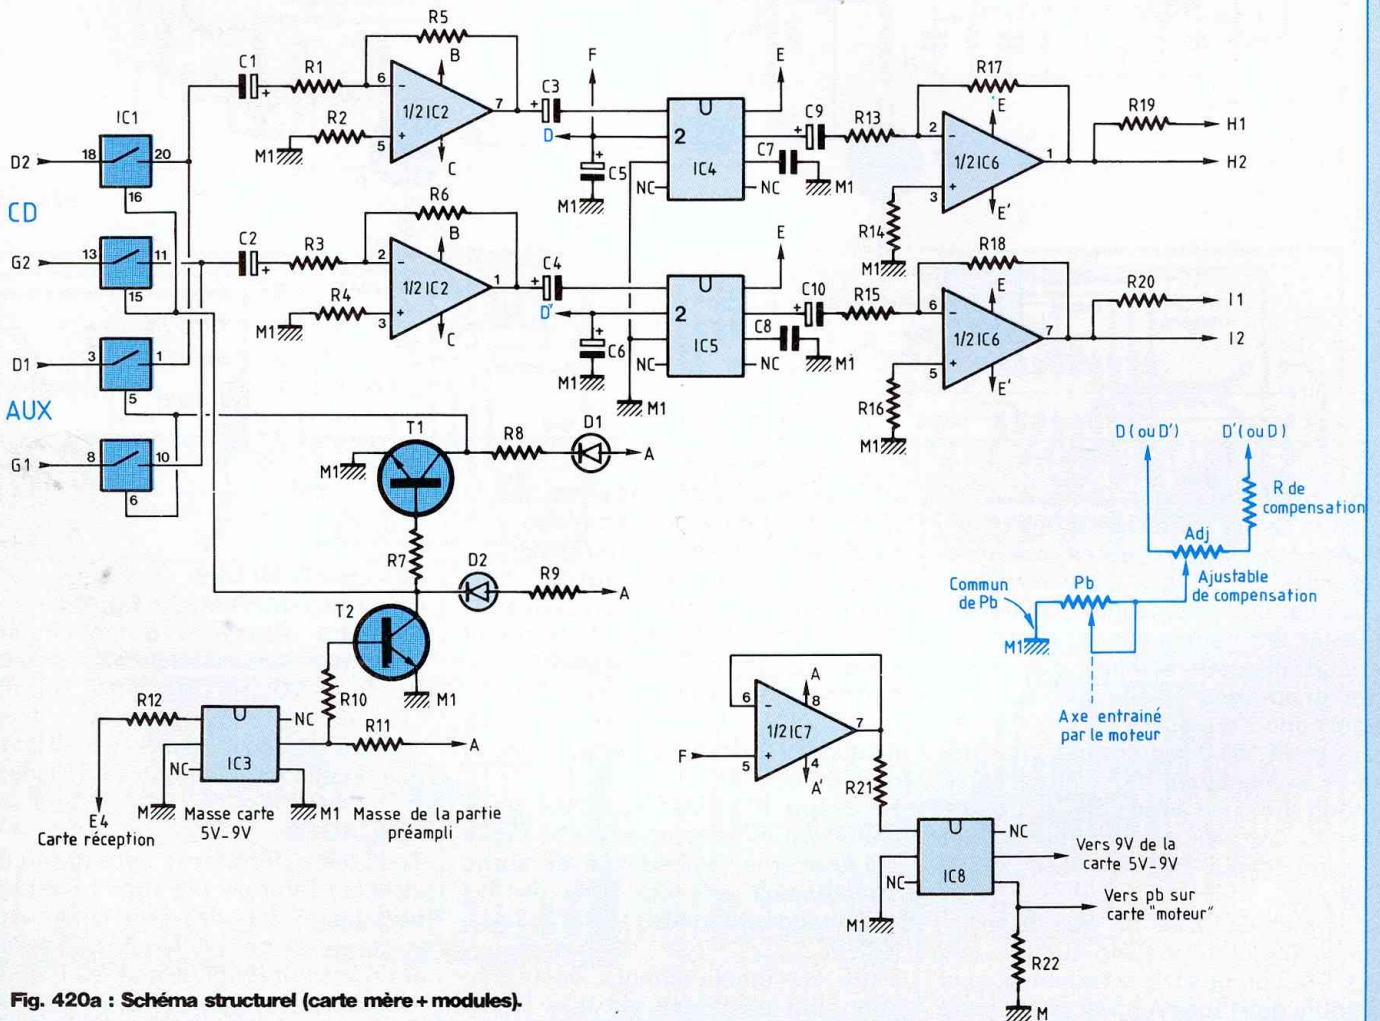 R5
C1
R1
B
6
−
1/2 IC2
7
C3
+
R2
+
5
M1
C
IC1
D2
18
20
16
CD
G2
13
11
15
D1
3
1
5
AUX
G1
8
10
6
R6
C2
+
R3
B
2
−
1/2 IC2
1
C4
+
R4
+
3
M1
C
F
D
+
C5
M1
2
IC4
NC
NC
E
C9
+
C7
M1
R13
R17
E
2
−
1/2 IC6
1
+
3
E'
R14
M1
R19
H1
H2
D'
+
C6
M1
2
IC5
NC
NC
M1
E
C10
+
C8
M1
R15
R18
E
6
−
1/2 IC6
7
+
5
E'
R16
M1
R20
I1
I2
T1
M1
R8
D1
A
R7
D2
R9
A
T2
M1
R10
R11
A
R12
NC
IC3
NC
M
M1
E4
Carte réception
Masse carte
5V-9V
Masse de la partie
préampli
D (ou D')
D' (ou D)
R de
compensation
Adj
Ajustable
de compensation
Commun
de Pb
Pb
M1
Axe entrainé
par le moteur
6
−
A
8
1/2 IC7
7
F
+
5
4
A'
R21
NC
IC8
NC
M1
Vers 9V de la
carte 5V-9V
Vers pb sur
carte "moteur"
R22
M
Fig. 420a : Schéma structurel (carte mère + modules).